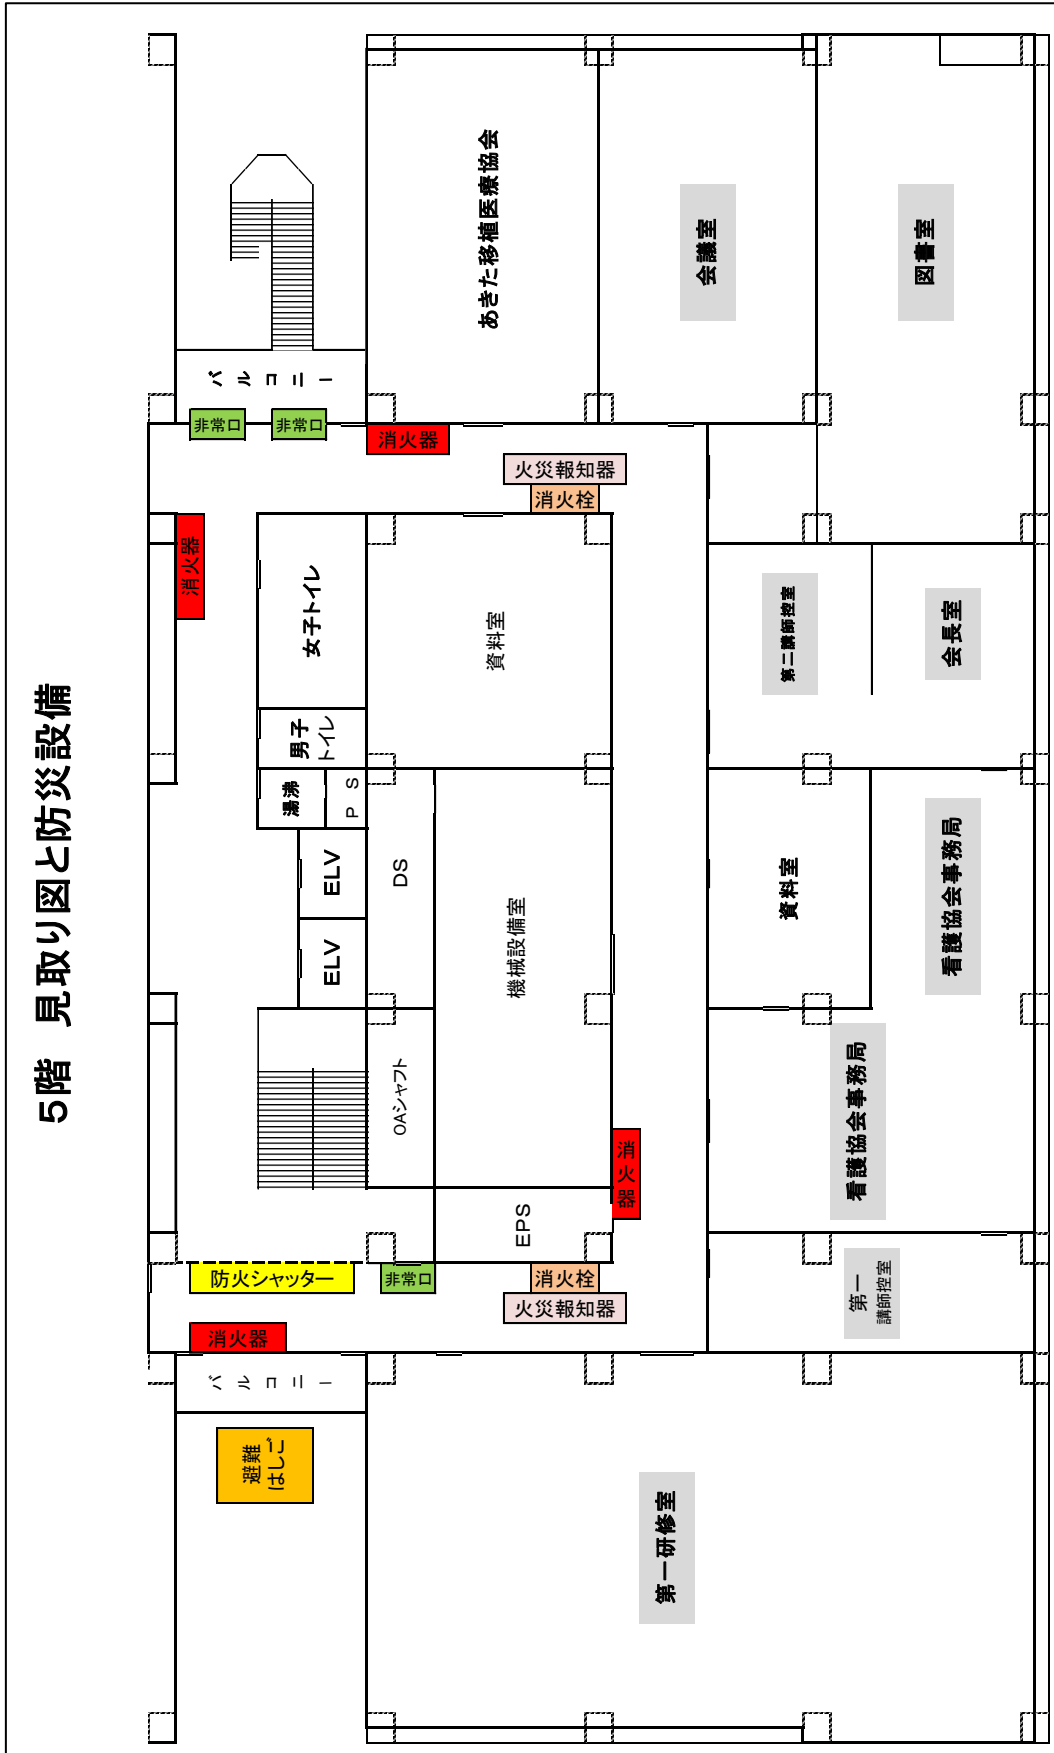 5階 見取り図と防災設備
バルコニー
非常口
非常口
消火器
消火器
火災報知器
消火栓
あきた移植医療協会
会議室
図書室
女子トイレ
男子
トイレ
湯沸
PS
ELV
ELV
DS
資料室
機械設備室
OAシャフト
EPS
第二講師控室
会長室
資料室
看護協会事務局
看護協会事務局
消火器
防火シャッター
非常口
消火栓
火災報知器
消火器
第一
講師控室
バルコニー
避難
はしご
第一研修室